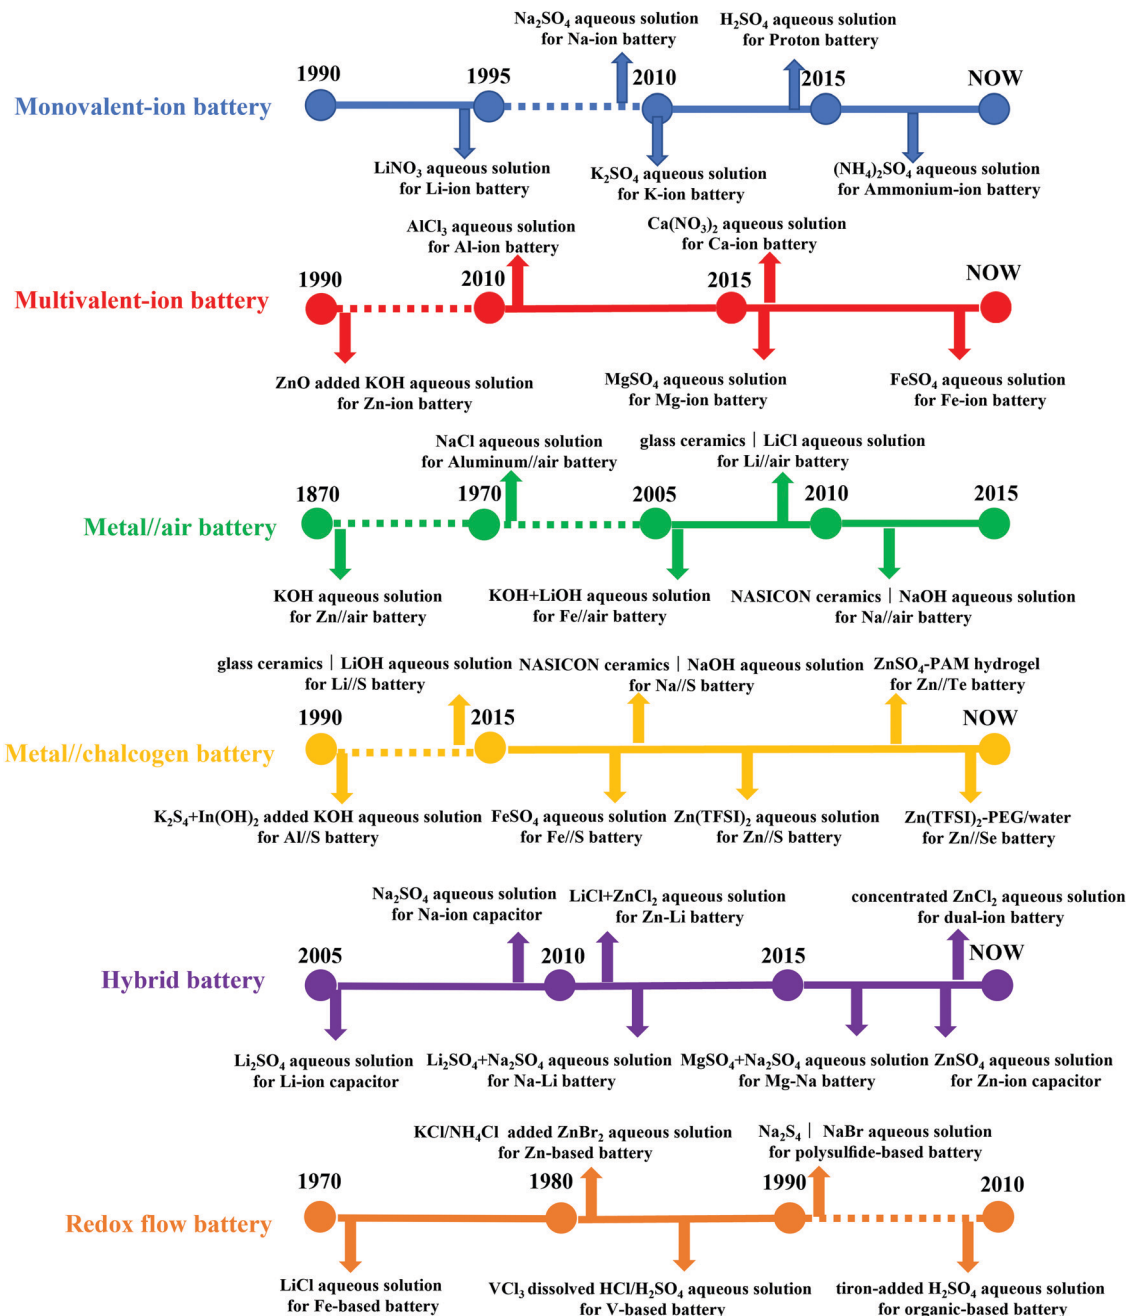 Na₂SO₄ aqueous solution
for Na-ion battery
H₂SO₄ aqueous solution
for Proton battery
1990
1995
2010
2015
NOW
Monovalent-ion battery
LiNO₃ aqueous solution
for Li-ion battery
K₂SO₄ aqueous solution
for K-ion battery
(NH₄)₂SO₄ aqueous solution
for Ammonium-ion battery
AlCl₃ aqueous solution
for Al-ion battery
Ca(NO₃)₂ aqueous solution
for Ca-ion battery
1990
2010
2015
NOW
Multivalent-ion battery
ZnO added KOH aqueous solution
for Zn-ion battery
MgSO₄ aqueous solution
for Mg-ion battery
FeSO₄ aqueous solution
for Fe-ion battery
NaCl aqueous solution
for Aluminum//air battery
glass ceramics | LiCl aqueous solution
for Li//air battery
1870
1970
2005
2010
2015
Metal//air battery
KOH aqueous solution
for Zn//air battery
KOH+LiOH aqueous solution
for Fe//air battery
NASICON ceramics | NaOH aqueous solution
for Na//air battery
glass ceramics | LiOH aqueous solution
for Li//S battery
NASICON ceramics | NaOH aqueous solution
for Na//S battery
ZnSO₄-PAM hydrogel
for Zn//Te battery
1990
2015
NOW
Metal//chalcogen battery
K₂S₄+In(OH)₂ added KOH aqueous solution
for Al//S battery
FeSO₄ aqueous solution
for Fe//S battery
Zn(TFSI)₂ aqueous solution
for Zn//S battery
Zn(TFSI)₂-PEG/water
for Zn//Se battery
Na₂SO₄ aqueous solution
for Na-ion capacitor
LiCl+ZnCl₂ aqueous solution
for Zn-Li battery
concentrated ZnCl₂ aqueous solution
for dual-ion battery
2005
2010
2015
NOW
Hybrid battery
Li₂SO₄ aqueous solution
for Li-ion capacitor
Li₂SO₄+Na₂SO₄ aqueous solution
for Na-Li battery
MgSO₄+Na₂SO₄ aqueous solution
for Mg-Na battery
ZnSO₄ aqueous solution
for Zn-ion capacitor
KCl/NH₄Cl added ZnBr₂ aqueous solution
for Zn-based battery
Na₂S₄ | NaBr aqueous solution
for polysulfide-based battery
1970
1980
1990
2010
Redox flow battery
LiCl aqueous solution
for Fe-based battery
VCl₃ dissolved HCl/H₂SO₄ aqueous solution
for V-based battery
tiron-added H₂SO₄ aqueous solution
for organic-based battery